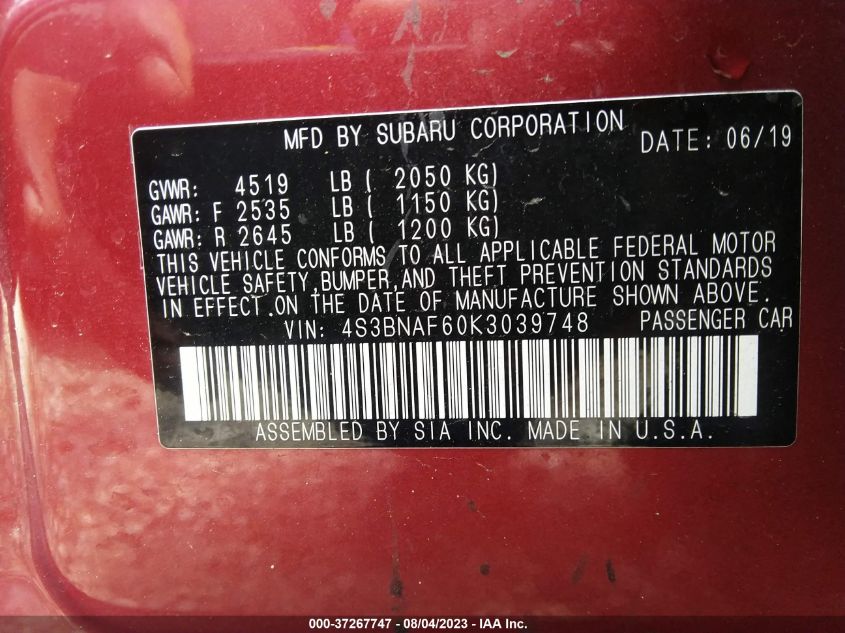 MFD BY SUBARU CORPORATION DATE: 06/19
GVWR: 4519 LB ( 2050 KG)
GAWR: F 2535 LB ( 1150 KG)
GAWR: R 2645 LB ( 1200 KG)
THIS VEHICLE CONFORMS TO ALL APPLICABLE FEDERAL MOTOR
VEHICLE SAFETY,BUMPER,AND THEFT PREVENTION STANDARDS
IN EFFECT ON THE DATE OF MANUFACTURE SHOWN ABOVE.
VIN: 4S3BNAF60K3039748 PASSENGER CAR
ASSEMBLED BY SIA INC. MADE IN U.S.A.
000-37267747 - 08/04/2023 - IAA Inc.